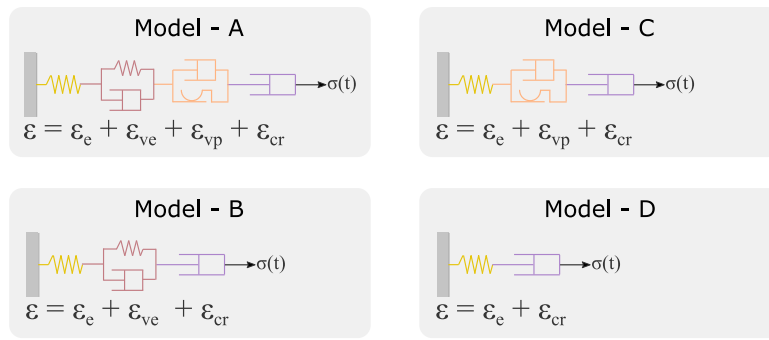 Model - A
σ(t)
ε = εe + εve + εvp + εcr
Model - C
σ(t)
ε = εe + εvp + εcr
Model - B
σ(t)
ε = εe + εve + εcr
Model - D
σ(t)
ε = εe + εcr